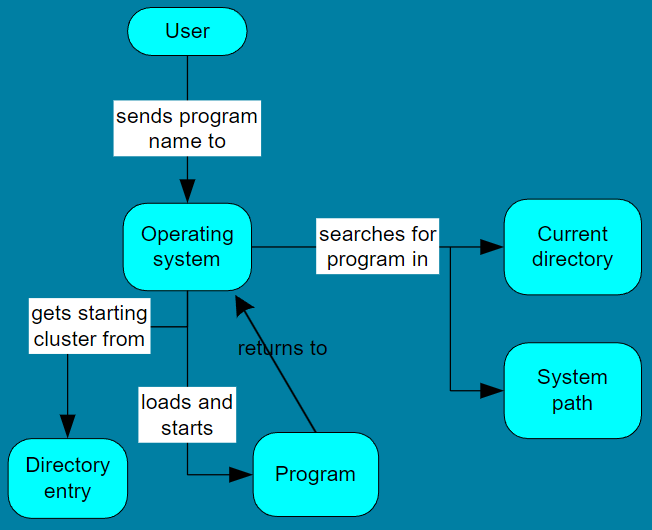 User
sends program
name to
Operating
system
searches for
program in
Current
directory
gets starting
cluster from
returns to
System
path
loads and
starts
Directory
entry
Program